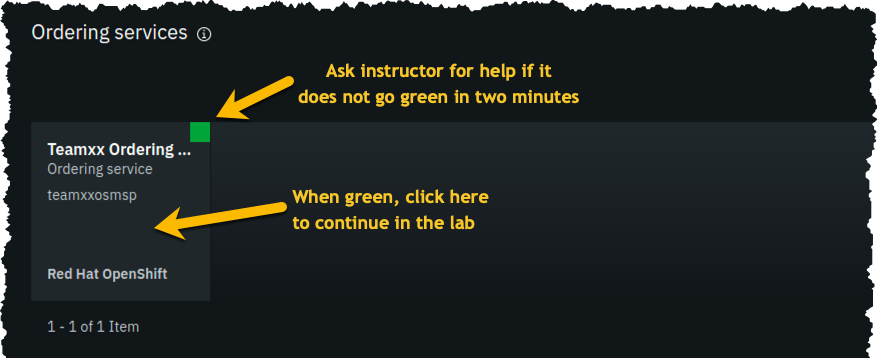 Ordering services
Ask instructor for help if it
does not go green in two minutes
Teamxx Ordering ...
Ordering service
teamxxosmsp
When green, click here
to continue in the lab
Red Hat OpenShift
1 - 1 of 1 Item